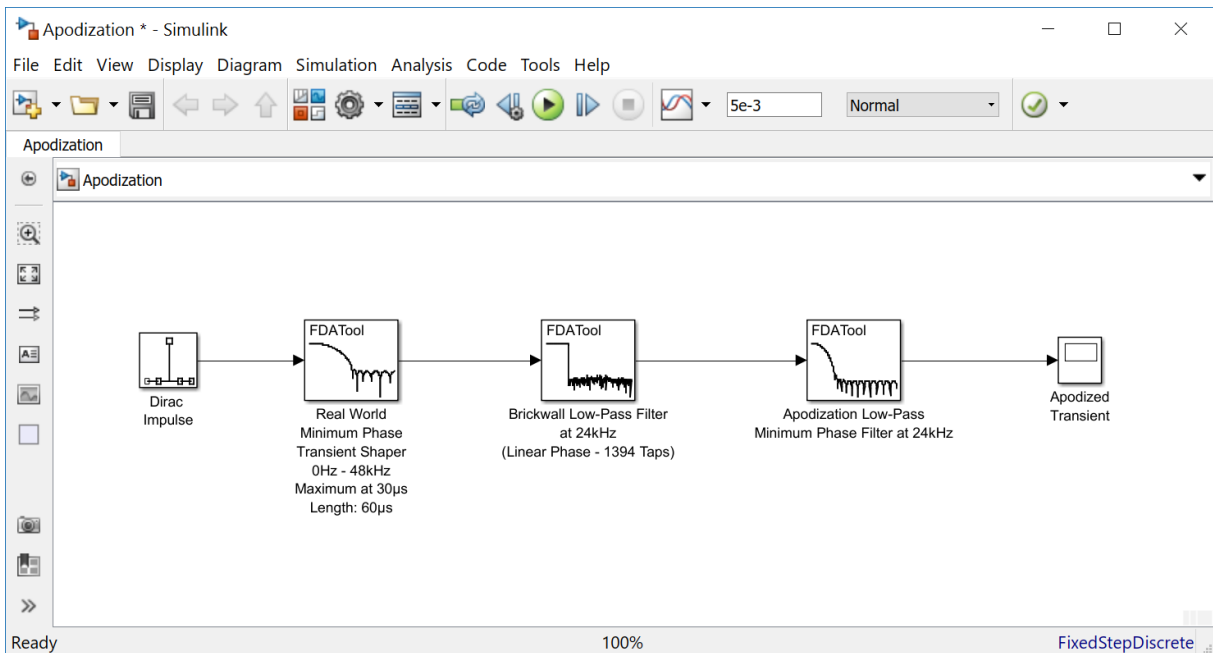 Apodization * - Simulink
File Edit View Display Diagram Simulation Analysis Code Tools Help
5e-3 Normal
Apodization
Apodization
FDATool FDATool FDATool
Dirac
Impulse
Real World
Minimum Phase
Transient Shaper
0Hz - 48kHz
Maximum at 30µs
Length: 60µs
Brickwall Low-Pass Filter
at 24kHz
(Linear Phase - 1394 Taps)
Apodization Low-Pass
Minimum Phase Filter at 24kHz
Apodized
Transient
Ready 100% FixedStepDiscrete